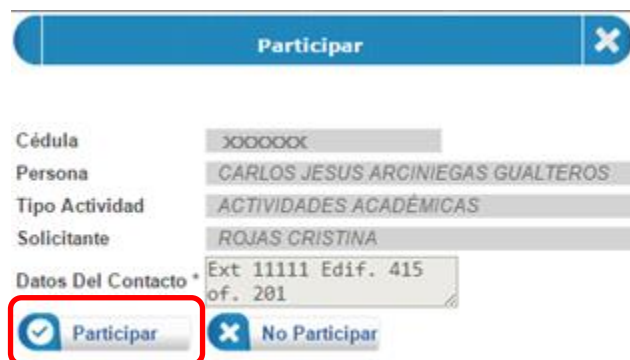 Participar
Cédula xxxxxxx
Persona CARLOS JESUS ARCINIEGAS GUALTEROS
Tipo Actividad ACTIVIDADES ACADÉMICAS
Solicitante ROJAS CRISTINA
Datos Del Contacto * Ext 11111 Edif. 415
of. 201
Participar No Participar